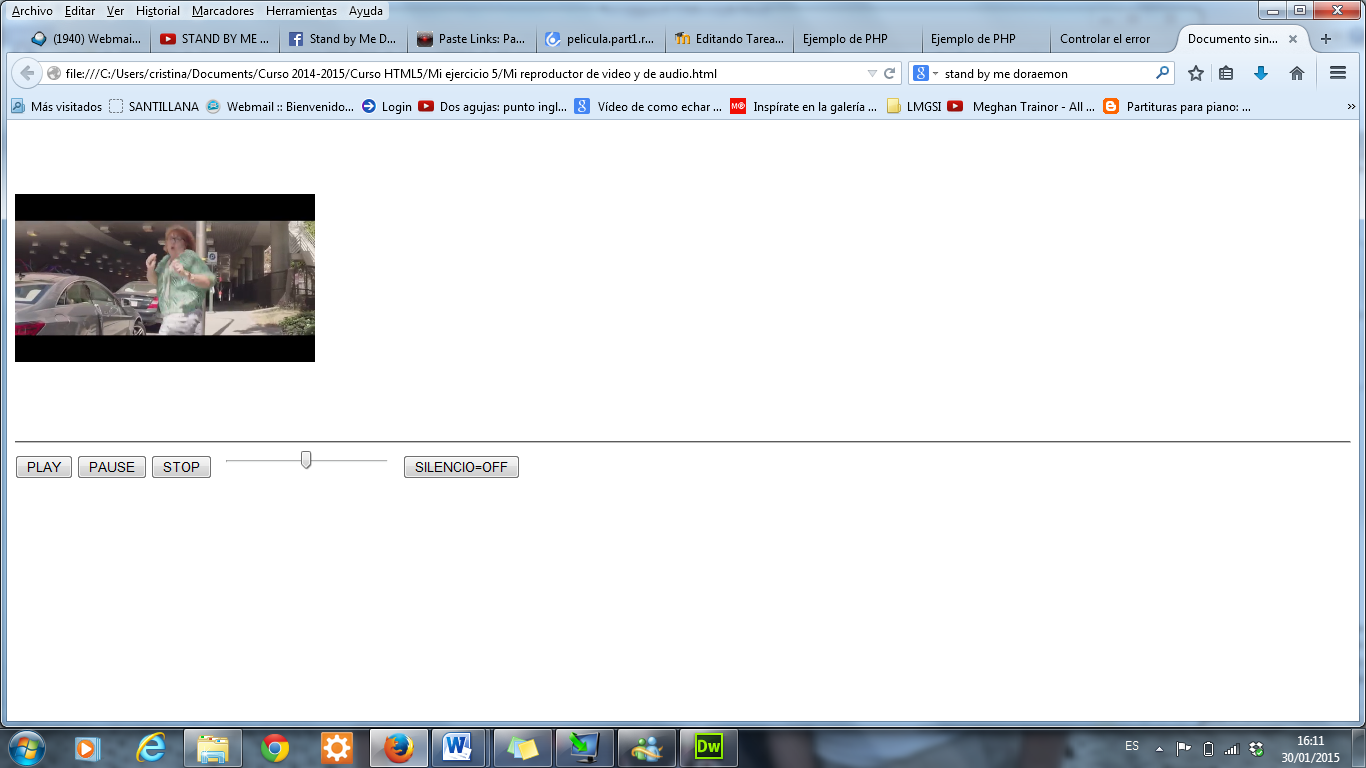 Archivo Editar Ver Historial Marcadores Herramientas Ayuda
(1940) Webmai... STAND BY ME ... Stand by Me D... Paste Links: Pa... pelicula.part1.r... Editando Tarea... Ejemplo de PHP Ejemplo de PHP Controlar el error Documento sin...
file:///C:/Users/cristina/Documents/Curso 2014-2015/Curso HTML5/Mi ejercicio 5/Mi reproductor de video y de audio.html stand by me doraemon
Más visitados SANTILLANA Webmail :: Bienvenido... Login Dos agujas: punto ingl... Vídeo de como echar ... Inspírate en la galería ... LMGSI Meghan Trainor - All ... Partituras para piano: ... »
PLAY PAUSE STOP SILENCIO=OFF
ES 16:11
30/01/2015